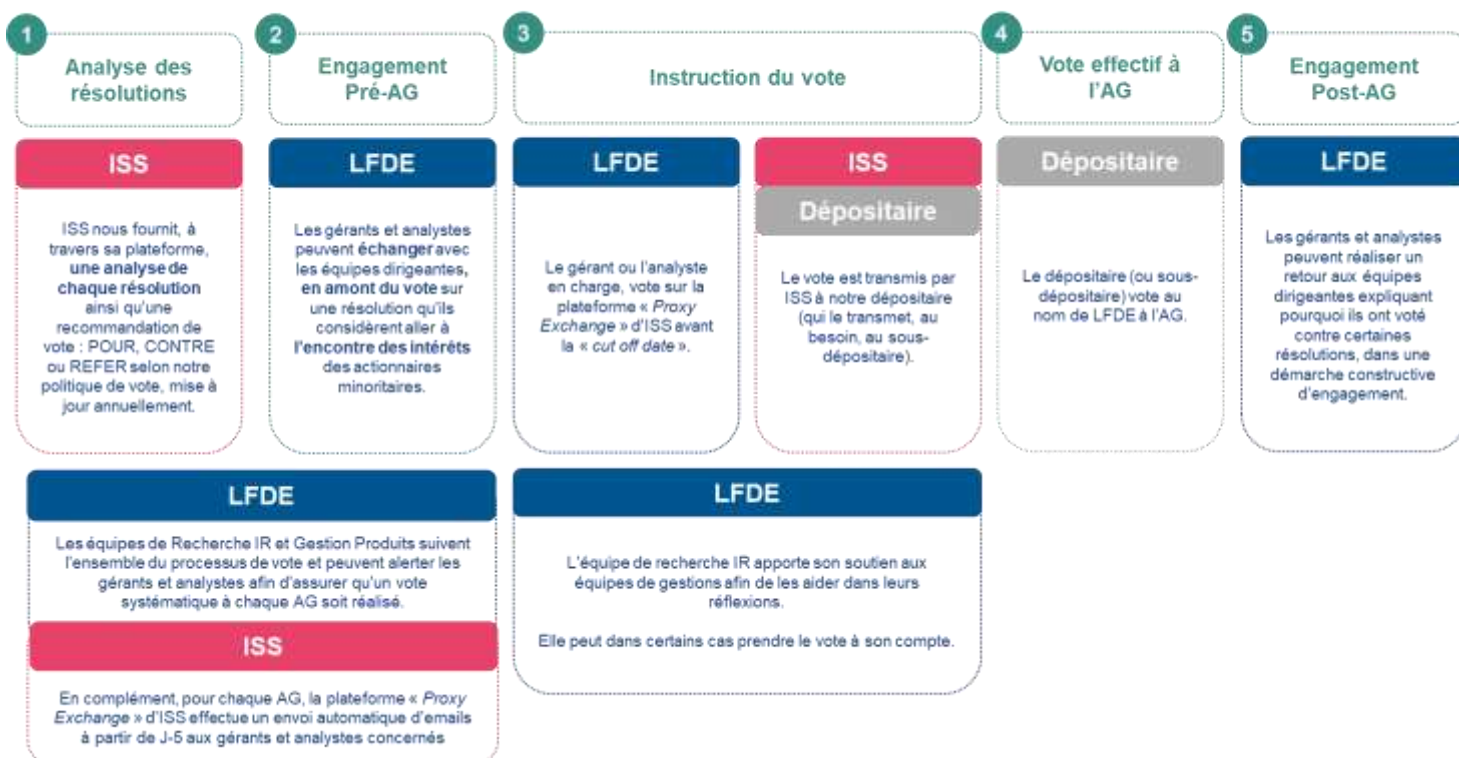 1
Analyse des
résolutions
2
Engagement
Pré-AG
3
Instruction du vote
4
Vote effectif à
l'AG
5
Engagement
Post-AG
ISS
ISS nous fournit, à
travers sa plateforme,
une analyse de
chaque résolution
ainsi qu'une
recommandation de
vote : POUR, CONTRE
ou REFER selon notre
politique de vote, mise à
jour annuellement.
LFDE
Les gérants et analystes
peuvent échanger avec
les équipes dirigeantes,
en amont du vote sur
une résolution qu'ils
considèrent aller à
l'encontre des intérêts
des actionnaires
minoritaires.
LFDE
Le gérant ou l'analyste
en charge, vote sur la
plateforme « Proxy
Exchange » d'ISS avant
la « cut off date ».
ISS
Dépositaire
Le vote est transmis par
ISS à notre dépositaire
(qui le transmet, au
besoin, au sous-
dépositaire).
Dépositaire
Le dépositaire (ou sous-
dépositaire) vote au
nom de LFDE à l'AG.
LFDE
Les gérants et analystes
peuvent réaliser un
retour aux équipes
dirigeantes expliquant
pourquoi ils ont voté
contre certaines
résolutions, dans une
démarche constructive
d'engagement.
LFDE
Les équipes de Recherche IR et Gestion Produits suivent
l'ensemble du processus de vote et peuvent alerter les
gérants et analystes afin d'assurer qu'un vote
systématique à chaque AG soit réalisé.
ISS
En complément, pour chaque AG, la plateforme « Proxy
Exchange » d'ISS effectue un envoi automatique d'emails
à partir de J-5 aux gérants et analystes concernés
LFDE
L'équipe de recherche IR apporte son soutien aux
équipes de gestions afin de les aider dans leurs
réflexions.
Elle peut dans certains cas prendre le vote à son compte.